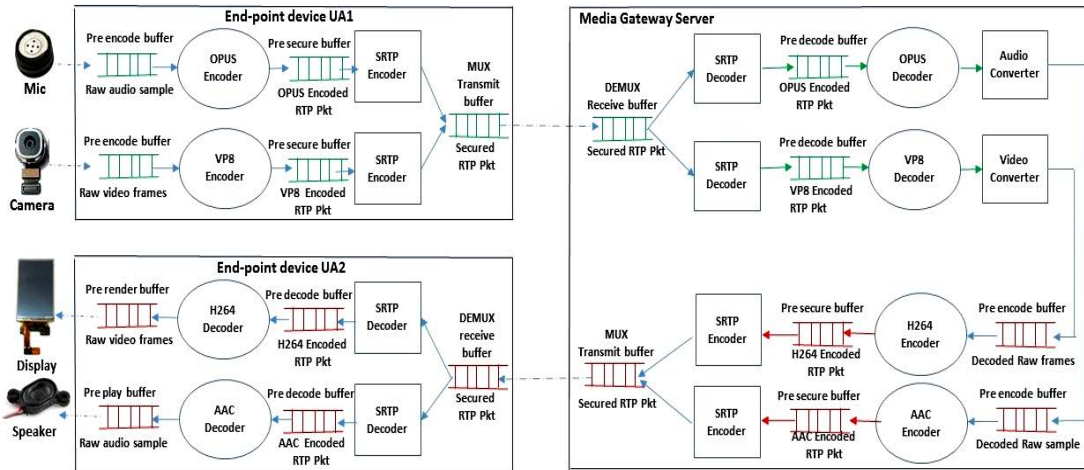 End-point device UA1
Mic
Pre encode buffer
Raw audio sample
OPUS
Encoder
Pre secure buffer
OPUS Encoded
RTP Pkt
SRTP
Encoder
MUX
Transmit
buffer
Secured
RTP Pkt
Camera
Pre encode buffer
Raw video frames
VP8
Encoder
Pre secure buffer
VP8 Encoded
RTP Pkt
SRTP
Encoder
Media Gateway Server
DEMUX
Receive buffer
Secured RTP Pkt
SRTP
Decoder
Pre decode buffer
OPUS Encoded
RTP Pkt
OPUS
Decoder
Audio
Converter
SRTP
Decoder
Pre decode buffer
VP8 Encoded
RTP Pkt
VP8
Decoder
Video
Converter
End-point device UA2
Display
Pre render buffer
Raw video frames
H264
Decoder
Pre decode buffer
H264 Encoded
RTP Pkt
SRTP
Decoder
DEMUX
receive
buffer
Secured
RTP Pkt
Speaker
Pre play buffer
Raw audio sample
AAC
Decoder
Pre decode buffer
AAC Encoded
RTP Pkt
SRTP
Decoder
MUX
Transmit buffer
Secured RTP Pkt
SRTP
Encoder
Pre secure buffer
H264 Encoded
RTP Pkt
H264
Encoder
Pre encode
buffer
Decoded Raw frames
SRTP
Encoder
Pre secure buffer
AAC Encoded
RTP Pkt
AAC
Encoder
Pre encode buffer
Decoded Raw sample